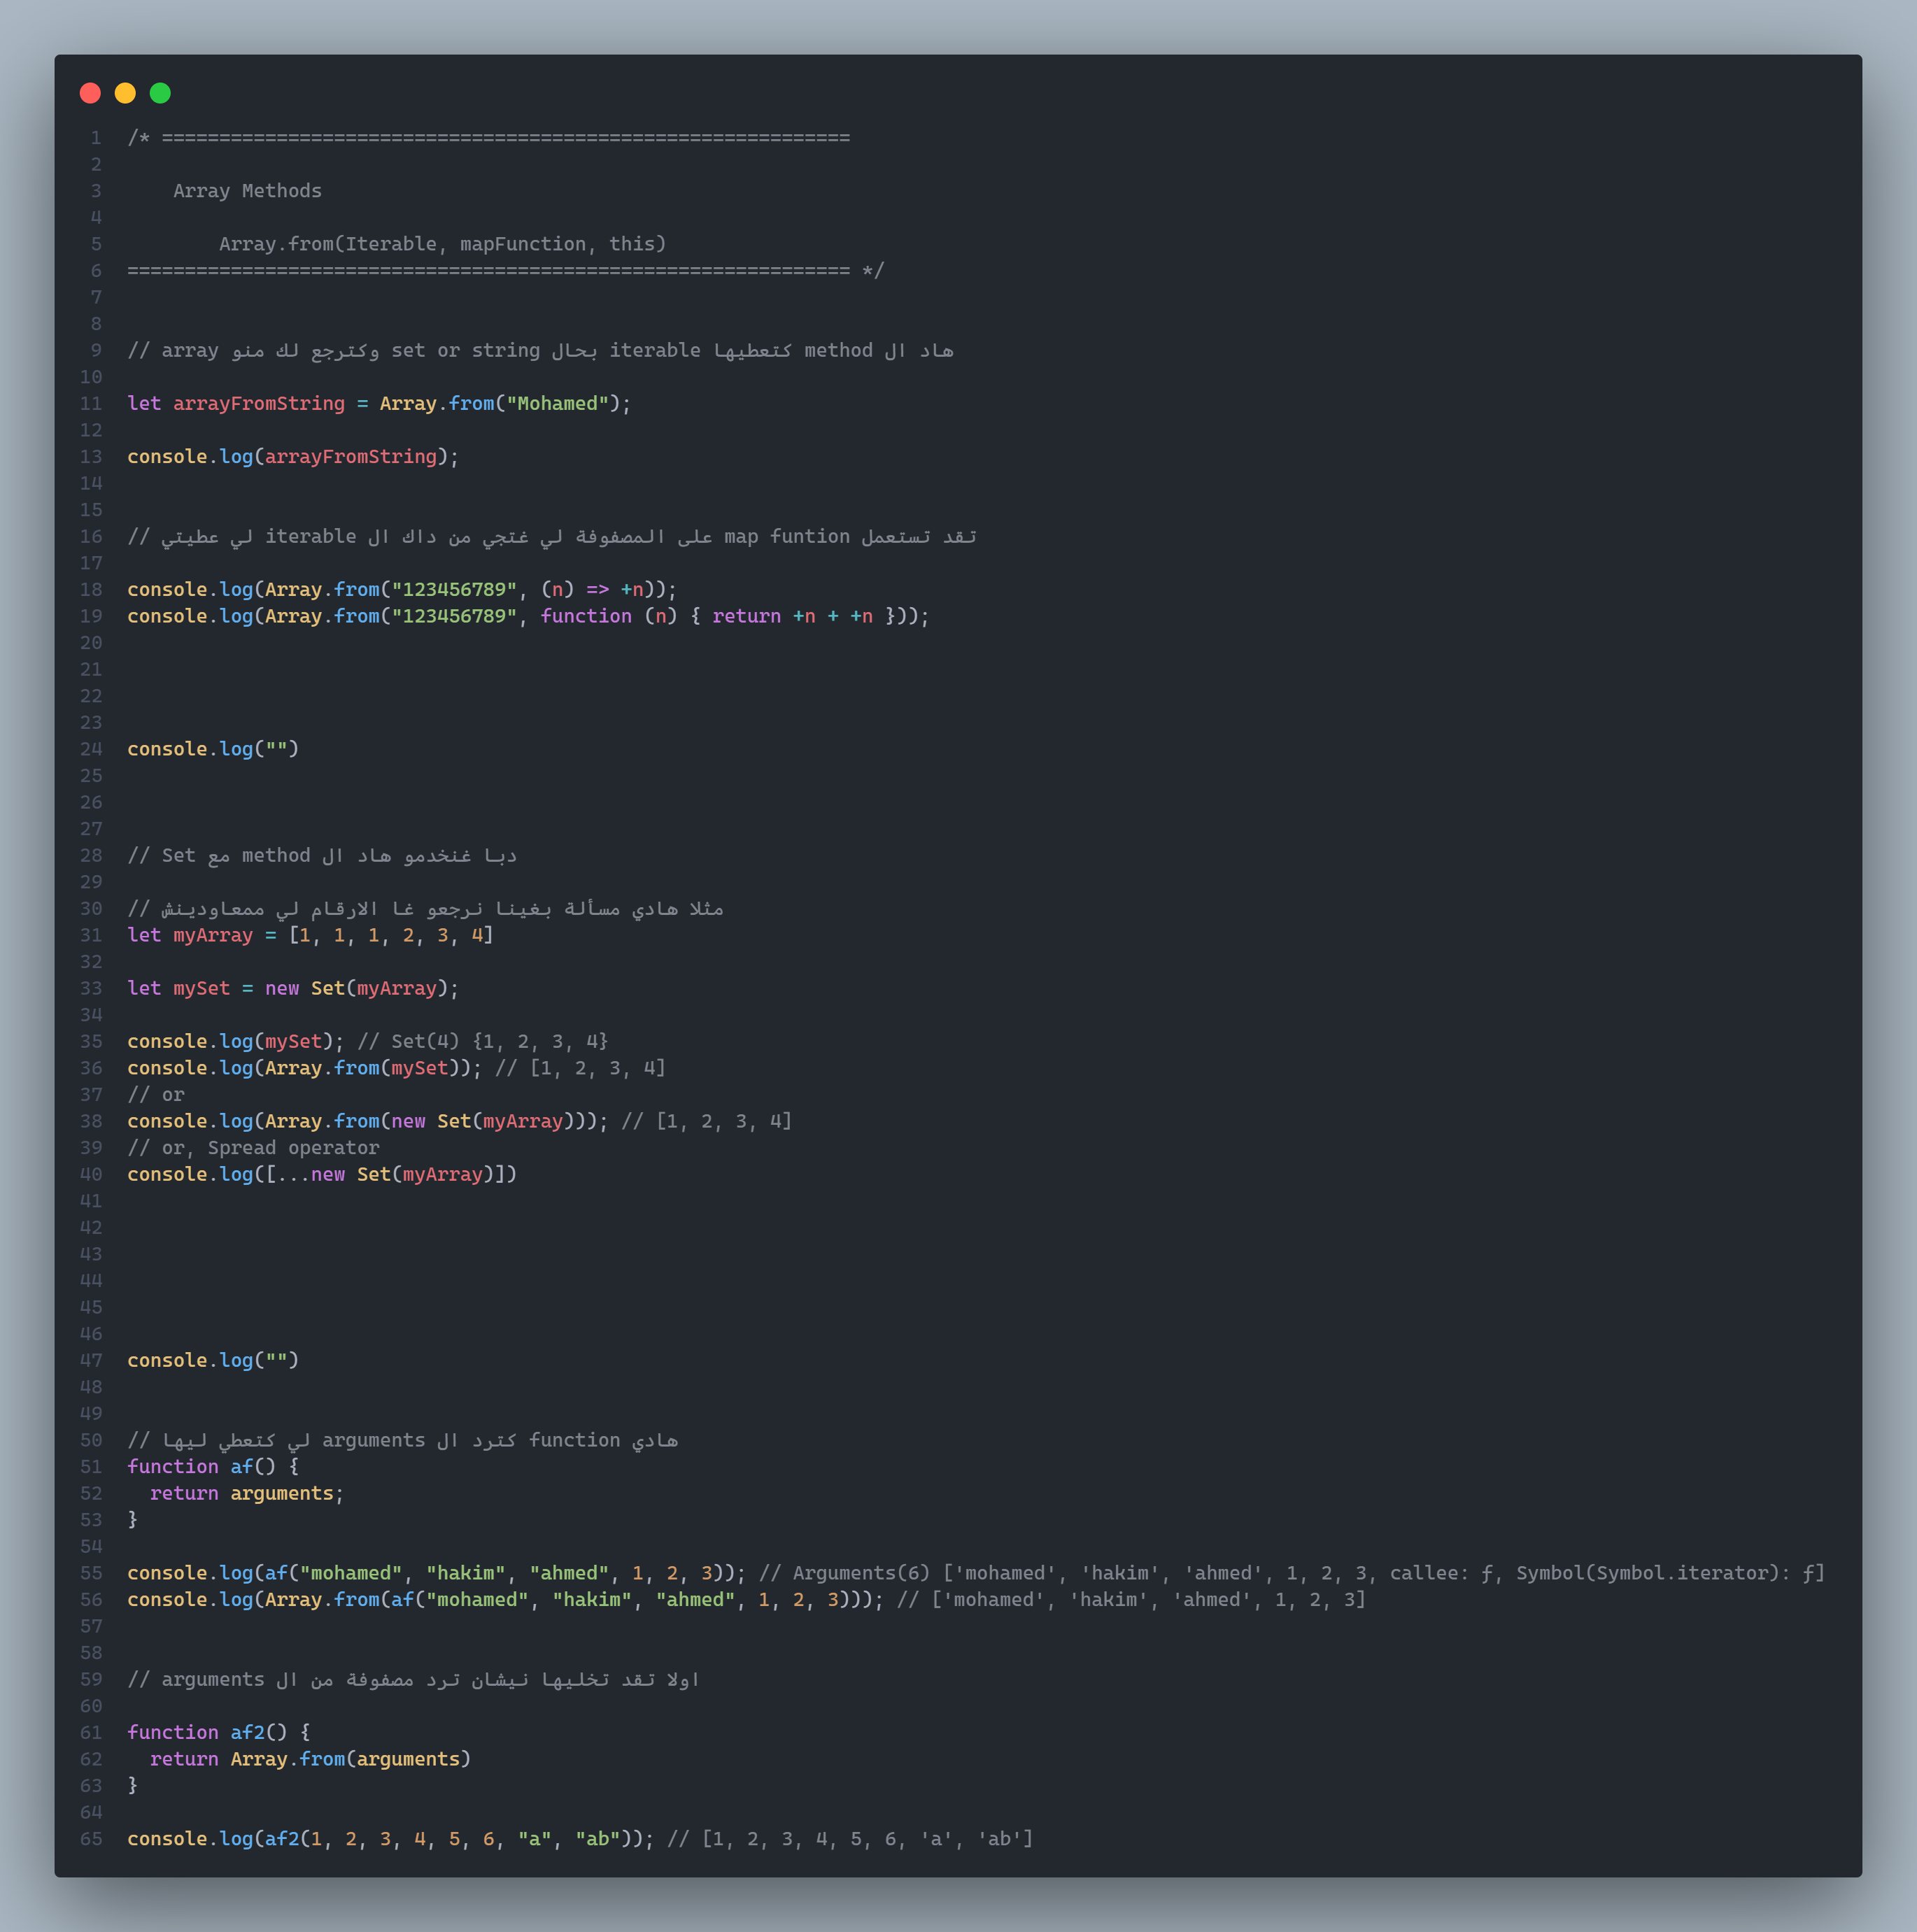 1 /* ============================================================
2
3     Array Methods
4
5         Array.from(Iterable, mapFunction, this)
6 =============================================================== */
7
8
9 // هاد ال method كتعطيها iterable بحال set or string وكترجع لك منو array
10
11 let arrayFromString = Array.from("Mohamed");
12
13 console.log(arrayFromString);
14
15
16 // تقد تستعمل map funtion على المصفوفة لي غتجي من داك ال iterable لي عطيتي
17
18 console.log(Array.from("123456789", (n) => +n));
19 console.log(Array.from("123456789", function (n) { return +n + +n }));
20
21
22
23
24 console.log("")
25
26
27
28 // دبا غنخدمو هاد ال method مع Set
29
30 // مثلا هادي مسألة بغينا نرجعو غا الارقام لي ممعاودينش
31 let myArray = [1, 1, 1, 2, 3, 4]
32
33 let mySet = new Set(myArray);
34
35 console.log(mySet); // Set(4) {1, 2, 3, 4}
36 console.log(Array.from(mySet)); // [1, 2, 3, 4]
37 // or
38 console.log(Array.from(new Set(myArray))); // [1, 2, 3, 4]
39 // or, Spread operator
40 console.log([...new Set(myArray)])
41
42
43
44
45
46
47 console.log("")
48
49
50 // هادي function كترد ال arguments لي كتعطي ليها
51 function af() {
52   return arguments;
53 }
54
55 console.log(af("mohamed", "hakim", "ahmed", 1, 2, 3)); // Arguments(6) ['mohamed', 'hakim', 'ahmed', 1, 2, 3, callee: ƒ, Symbol(Symbol.iterator): ƒ]
56 console.log(Array.from(af("mohamed", "hakim", "ahmed", 1, 2, 3))); // ['mohamed', 'hakim', 'ahmed', 1, 2, 3]
57
58
59 // اولا تقد تخليها نيشان ترد مصفوفة من ال arguments
60
61 function af2() {
62   return Array.from(arguments)
63 }
64
65 console.log(af2(1, 2, 3, 4, 5, 6, "a", "ab")); // [1, 2, 3, 4, 5, 6, 'a', 'ab']